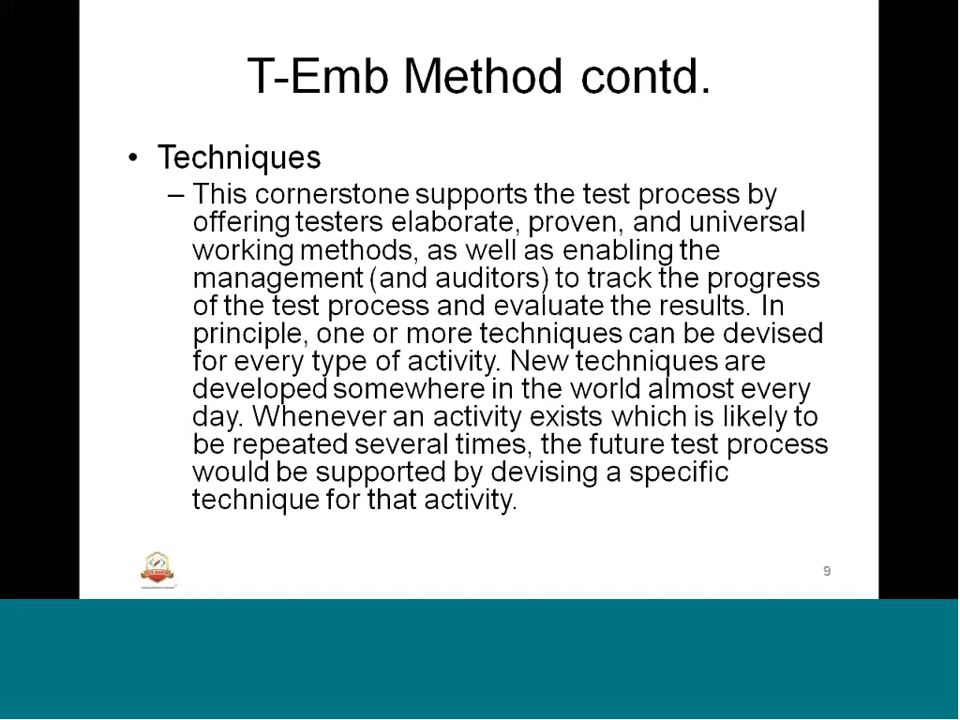 T-Emb Method contd.
• Techniques
– This cornerstone supports the test process by
offering testers elaborate, proven, and universal
working methods, as well as enabling the
management (and auditors) to track the progress
of the test process and evaluate the results. In
principle, one or more techniques can be devised
for every type of activity. New techniques are
developed somewhere in the world almost every
day. Whenever an activity exists which is likely to
be repeated several times, the future test process
would be supported by devising a specific
technique for that activity.
9